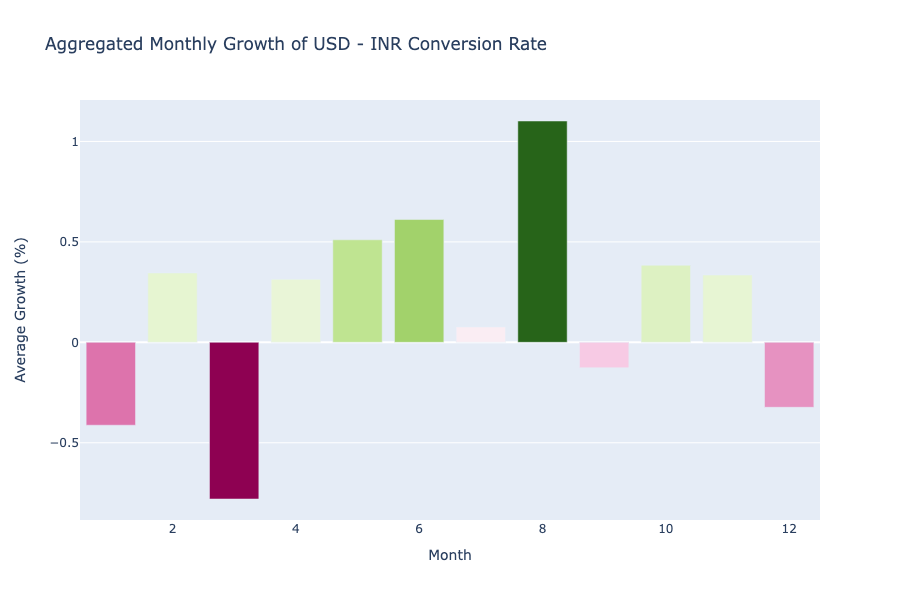 Aggregated Monthly Growth of USD - INR Conversion Rate
1
0.5
0
−0.5
Average Growth (%)
2 4 6 8 10 12
Month